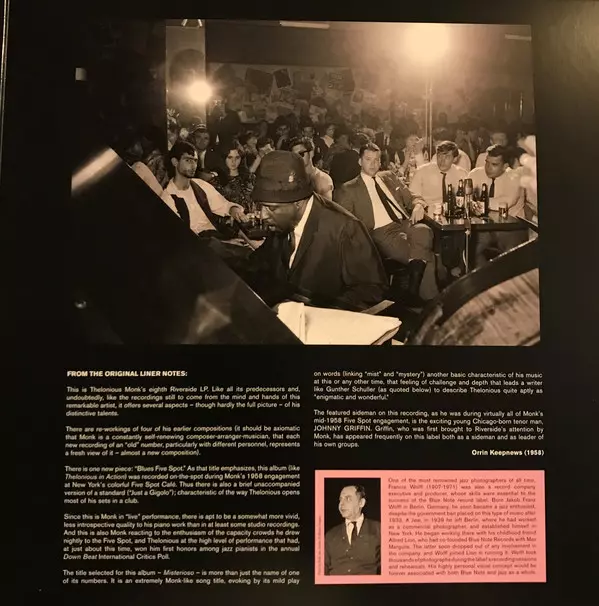 FROM THE ORIGINAL LINER NOTES:
This is Thelonious Monk's eighth Riverside LP. Like all its predecessors and,
undoubtedly, like the recordings still to come from the mind and hands of this
remarkable artist, it offers several aspects – though hardly the full picture – of his
distinctive talents.
There are re-workings of four of his earlier compositions (it should be axiomatic
that Monk is a constantly self-renewing composer-arranger-musician, that each
new recording of an "old" number, particularly with different personnel, represents
a fresh view of it – almost a new composition).
There is one new piece: "Blues Five Spot." As that title emphasizes, this album (like
Thelonious in Action) was recorded on-the-spot during Monk's 1958 engagement
at New York's colorful Five Spot Café. Thus there is also a brief unaccompanied
version of a standard ("Just a Gigolo"); characteristic of the way Thelonious opens
most of his sets in a club.
Since this is Monk in "live" performance, there is apt to be a somewhat more vivid,
less introspective quality to his piano work than in at least some studio recordings.
And this is also Monk reacting to the enthusiasm of the capacity crowds he drew
nightly to the Five Spot, and Thelonious at the high level of performance that had,
at just about this time, won him first honors among jazz pianists in the annual
Down Beat International Critics Poll.
The title selected for this album – Misterioso – is more than just the name of one
of its numbers. It is an extremely Monk-like song title, evoking by its mild play
on words (linking "mist" and "mystery") another basic characteristic of his music
at this or any other time, that feeling of challenge and depth that leads a writer
like Gunther Schuller (as quoted below) to describe Thelonious quite aptly as
"enigmatic and wonderful."
The featured sideman on this recording, as he was during virtually all of Monk's
mid-1958 Five Spot engagement, is the exciting young Chicago-born tenor man,
JOHNNY GRIFFIN. Griffin, who was first brought to Riverside's attention by
Monk, has appeared frequently on this label both as a sideman and as leader of
his own groups.
Orrin Keepnews (1958)
One of the most renowned jazz photographers of all time,
Francis Wolff (1907-1971) was also a record company
executive and producer, whose skills were essential to the
success of the Blue Note record label. Born Jakob Franz
Wolff in Berlin, Germany, he soon became a jazz enthusiast,
despite the government ban placed on this type of music after
1933. A Jew, in 1939 he left Berlin, where he had worked
as a commercial photographer, and established himself in
New York. He began working there with his childhood friend
Alfred Lion, who had co-founded Blue Note Records with Max
Margulis. The latter soon dropped out of any involvement in
the company and Wolff joined Lion in running it. Wolff took
thousands of photographs during the label's recording sessions
and rehearsals. His highly personal visual concept would be
forever associated with both Blue Note and jazz as a whole.